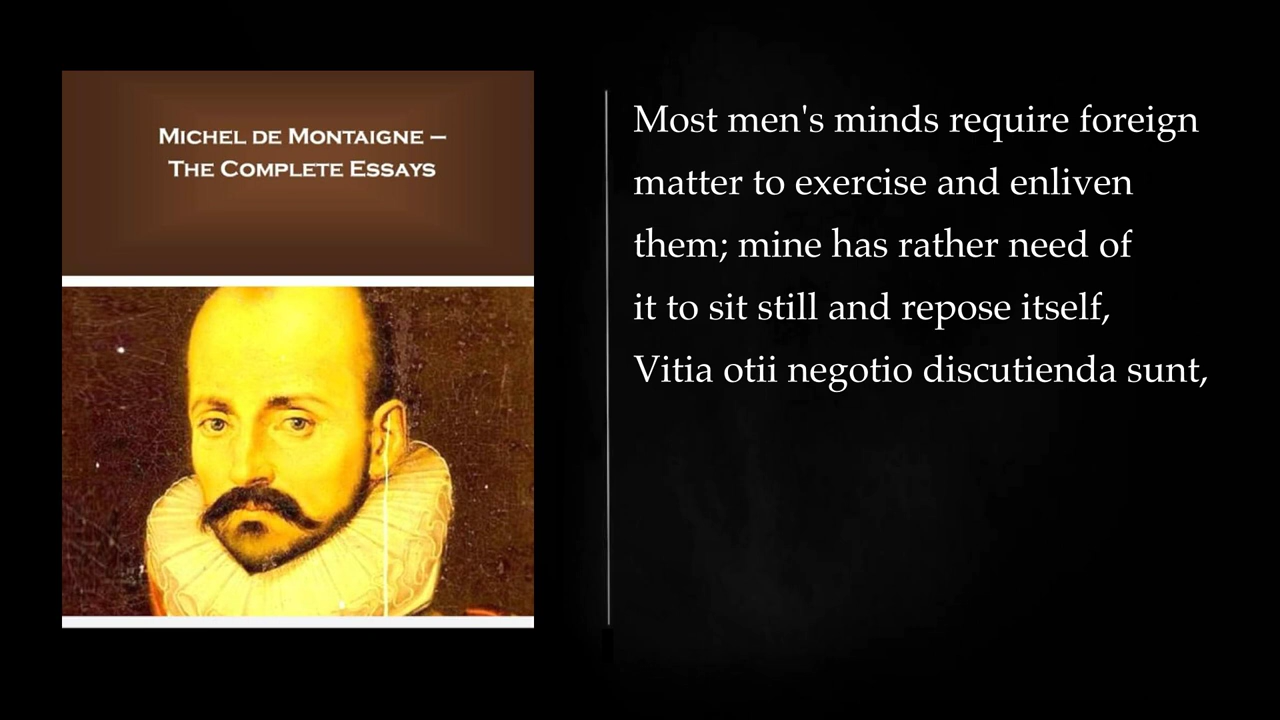 MICHEL DE MONTAIGNE –
THE COMPLETE ESSAYS
Most men's minds require foreign
matter to exercise and enliven
them; mine has rather need of
it to sit still and repose itself,
Vitia otii negotio discutienda sunt,